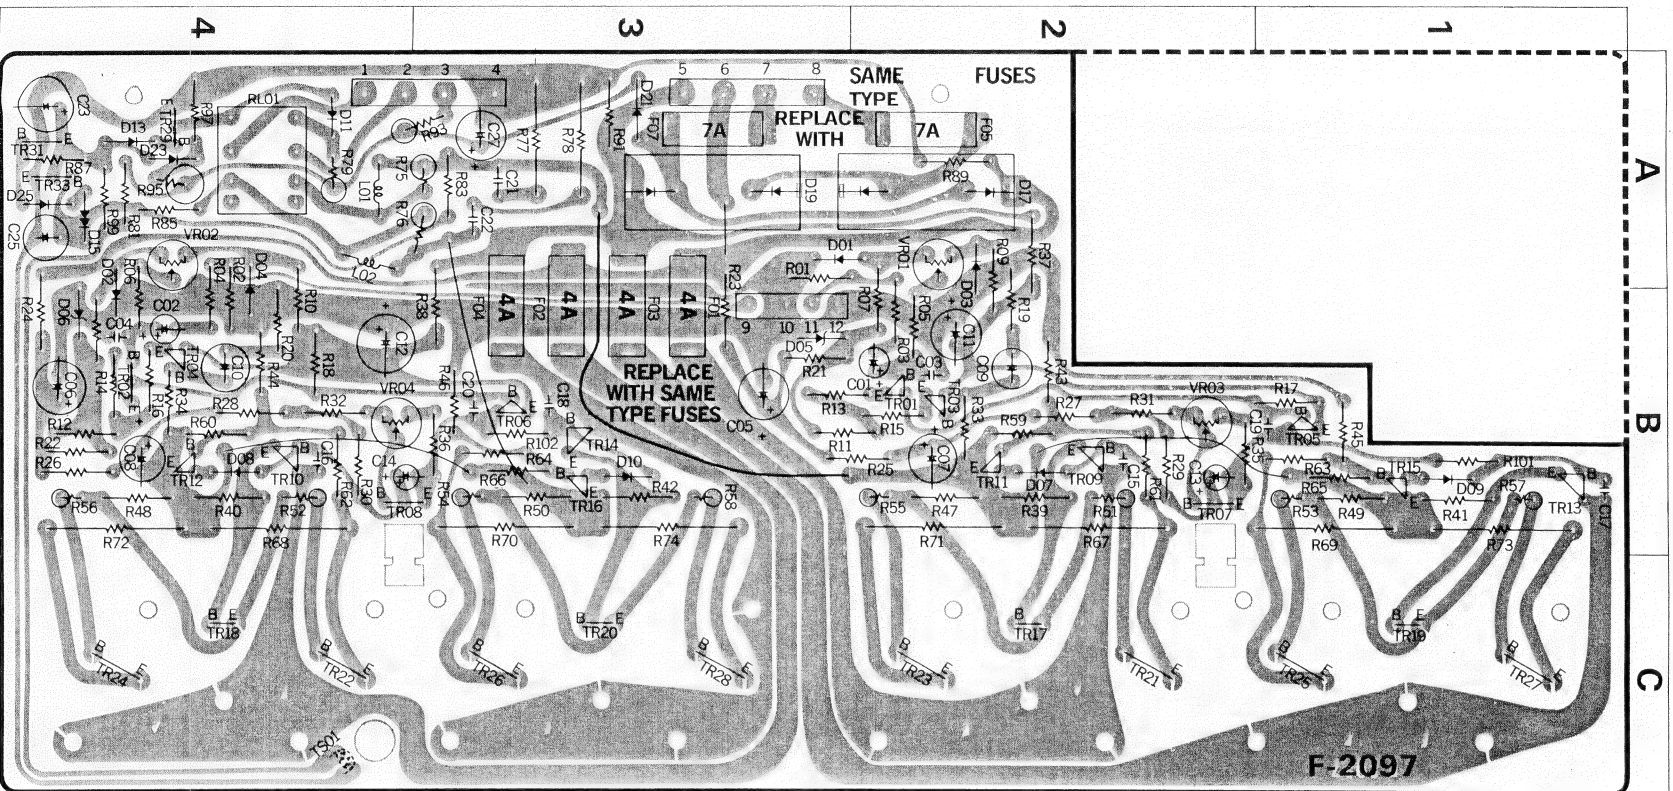 4 3 2 1
1 2 3 4 5 6 7 8 SAME FUSES
TYPE
REPLACE
WITH
C23 R97 RL01 D11 R93 C27 R77 R78 R91 D21 F07 7A 7A F05
B E TR29 E D13 D23
TR31 R87 R79 L01 R75 R83 C21 R89 A
E TR33 B
D25 R95 R76 C22 D19 D17
C25 D15 R99 R81 R85
VR02 L02 D01 VR01 R09 R37
D02 R06 R04 R02 D04 R01 R23
R24 D06 C02 R10 R38 F04 4A F02 4A 4A F03 4A F01 R07 R05 D03 R19
C04 9 10 11 12
R20 C12 D05 R03 C11
C06 R14 TR02 B E TR04 C10 R44 R18 R21 C03 C09
R16 R34 B VR04 R46 C20 REPLACE C01 B R43 VR03 R17
WITH SAME
TYPE FUSES
R28 R32 B TR06 C18 R13 E TR01 TR03 R33 R27 R31
R12 R60 R36 R102 B TR14 C05 R15 R59 C19 B TR05 E R45 B
R22 R11 R35
R26 C08 E TR12 D08 E TR10 B C16 C14 R64 E D10 R25 C07 E TR11 D07 E TR09 B C15 R29 C13 R63 TR15 R101
R66 R65 B D09 E
R62 R30 R54 B E R42 R58 R61 B E R57
R56 R48 R40 R52 TR08 R50 TR16 R55 R47 R39 R51 TR07 R53 R49 R41 TR13 C17
R72 R68 R70 R74 R71 R67 R69 R73
B E B E B E B E
TR18 TR20 TR17 TR19
B E B E B E B E B E B E B E B E
TR24 TR22 TR26 TR28 TR23 TR21 TR25 TR27 C
TS01
F-2097